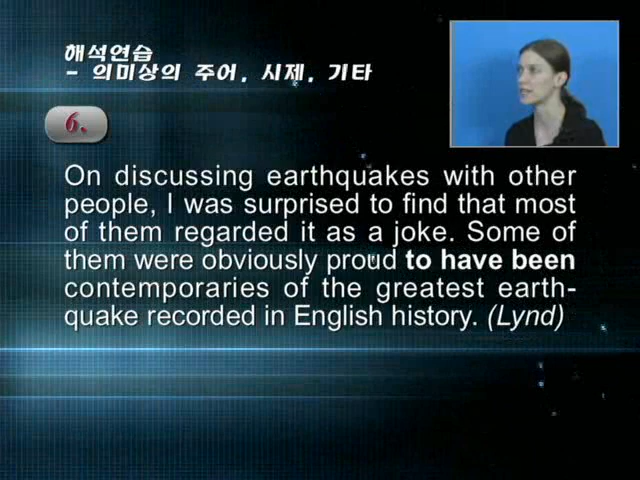 해석연습
- 의미상의 주어, 시제, 기타
6.
On discussing earthquakes with other
people, I was surprised to find that most
of them regarded it as a joke. Some of
them were obviously proud to have been
contemporaries of the greatest earth-
quake recorded in English history. (Lynd)